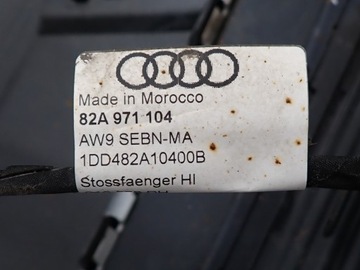 Made in Morocco
82A 971 104
AW9 SEBN-MA
1DD482A10400B
Stossfaenger HI